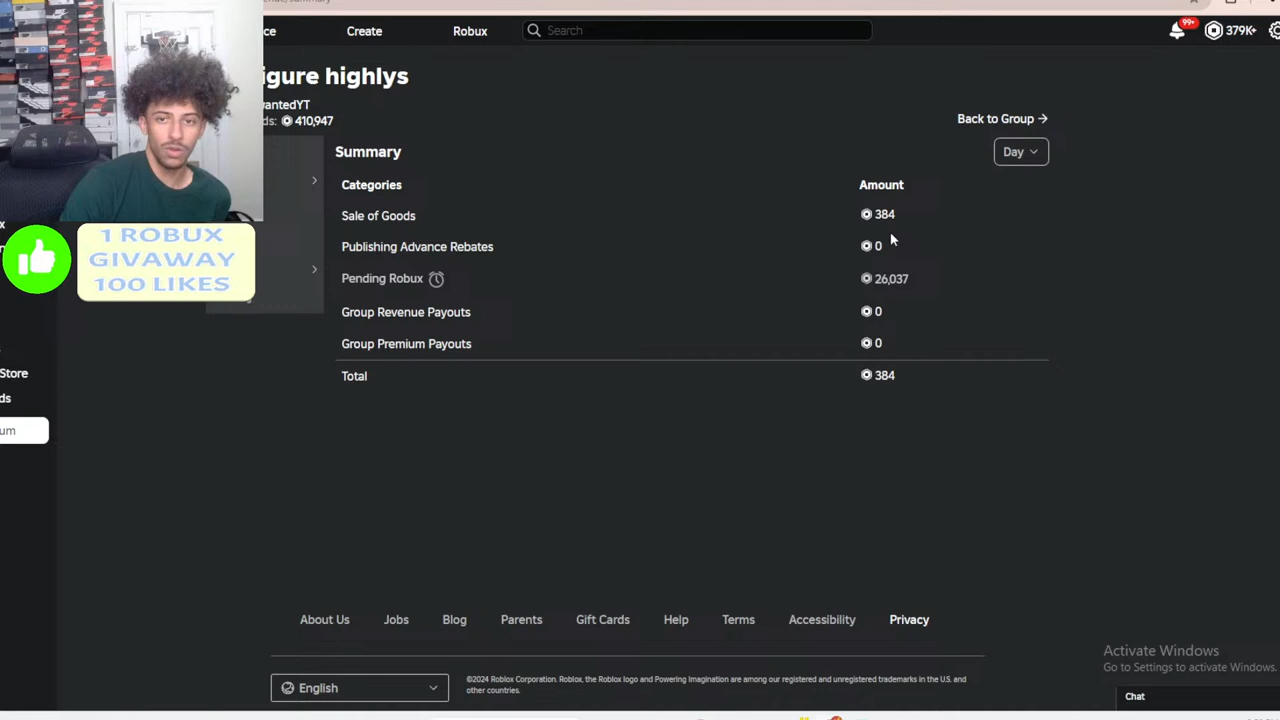 Create
Robux
Search
99+
379K+
igure highlys
vantedYT
ds: 410,947
Back to Group →
Summary
Day
Categories
Amount
Sale of Goods
384
Publishing Advance Rebates
0
Pending Robux
26,037
Group Revenue Payouts
0
Group Premium Payouts
0
Total
384
1 ROBUX
GIVAWAY
100 LIKES
Store
ds
um
About Us
Jobs
Blog
Parents
Gift Cards
Help
Terms
Accessibility
Privacy
English
©2024 Roblox Corporation. Roblox, the Roblox logo and Powering Imagination are among our registered and unregistered trademarks in the U.S. and
other countries.
Activate Windows
Go to Settings to activate Windows.
Chat